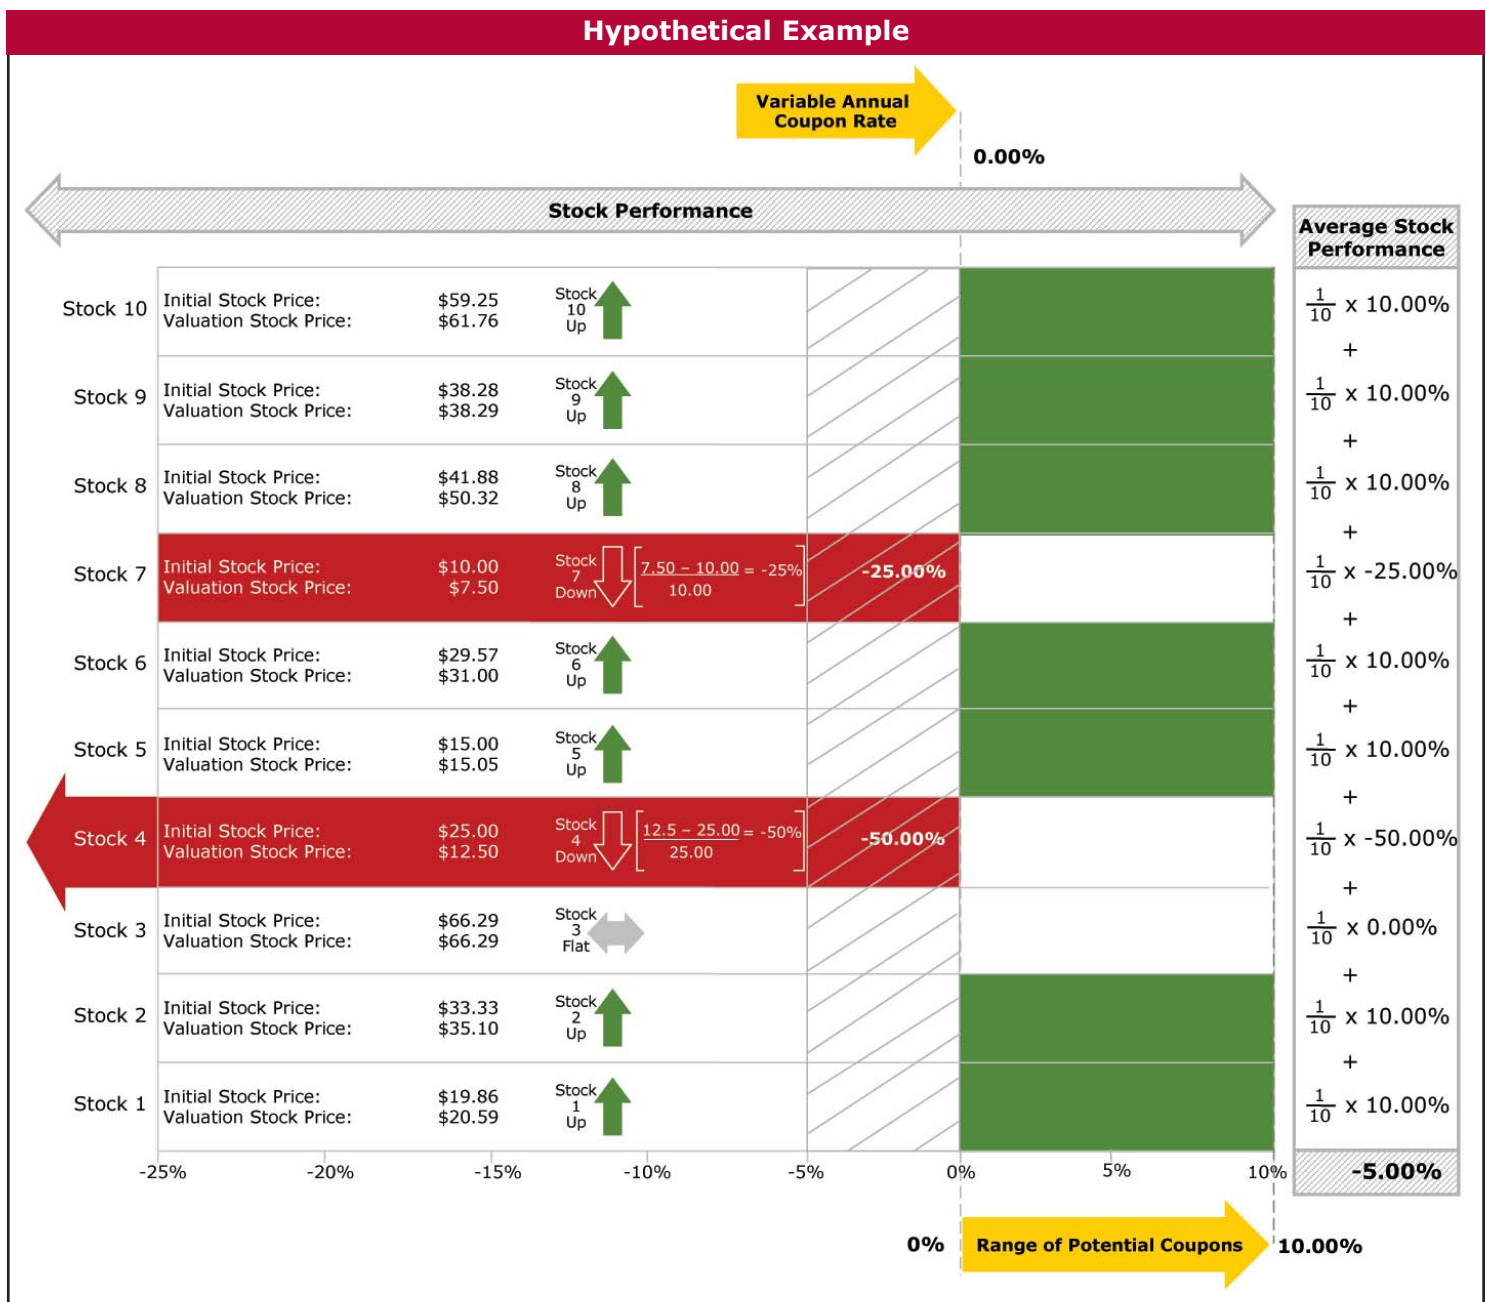 Hypothetical Example
Variable Annual
Coupon Rate
0.00%
Stock Performance
Average Stock
Performance
Stock 10
Initial Stock Price: $59.25
Valuation Stock Price: $61.76
Stock
10
Up
1/10 x 10.00%
+
Stock 9
Initial Stock Price: $38.28
Valuation Stock Price: $38.29
Stock
9
Up
1/10 x 10.00%
+
Stock 8
Initial Stock Price: $41.88
Valuation Stock Price: $50.32
Stock
8
Up
1/10 x 10.00%
+
Stock 7
Initial Stock Price: $10.00
Valuation Stock Price: $7.50
Stock
7
Down
7.50 – 10.00 = -25%
10.00
-25.00%
1/10 x -25.00%
+
Stock 6
Initial Stock Price: $29.57
Valuation Stock Price: $31.00
Stock
6
Up
1/10 x 10.00%
+
Stock 5
Initial Stock Price: $15.00
Valuation Stock Price: $15.05
Stock
5
Up
1/10 x 10.00%
+
Stock 4
Initial Stock Price: $25.00
Valuation Stock Price: $12.50
Stock
4
Down
12.5 – 25.00 = -50%
25.00
-50.00%
1/10 x -50.00%
+
Stock 3
Initial Stock Price: $66.29
Valuation Stock Price: $66.29
Stock
3
Flat
1/10 x 0.00%
+
Stock 2
Initial Stock Price: $33.33
Valuation Stock Price: $35.10
Stock
2
Up
1/10 x 10.00%
+
Stock 1
Initial Stock Price: $19.86
Valuation Stock Price: $20.59
Stock
1
Up
1/10 x 10.00%
-25% -20% -15% -10% -5% 0% 5% 10%
-5.00%
0% Range of Potential Coupons 10.00%